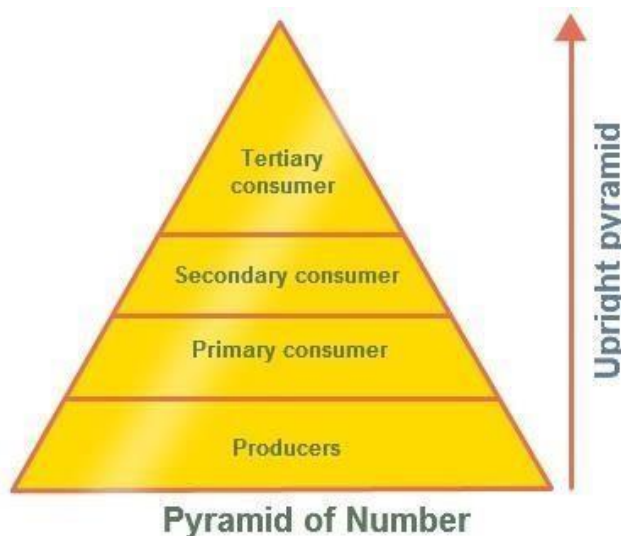 Tertiary
consumer
Secondary consumer
Primary consumer
Producers
Upright pyramid
Pyramid of Number